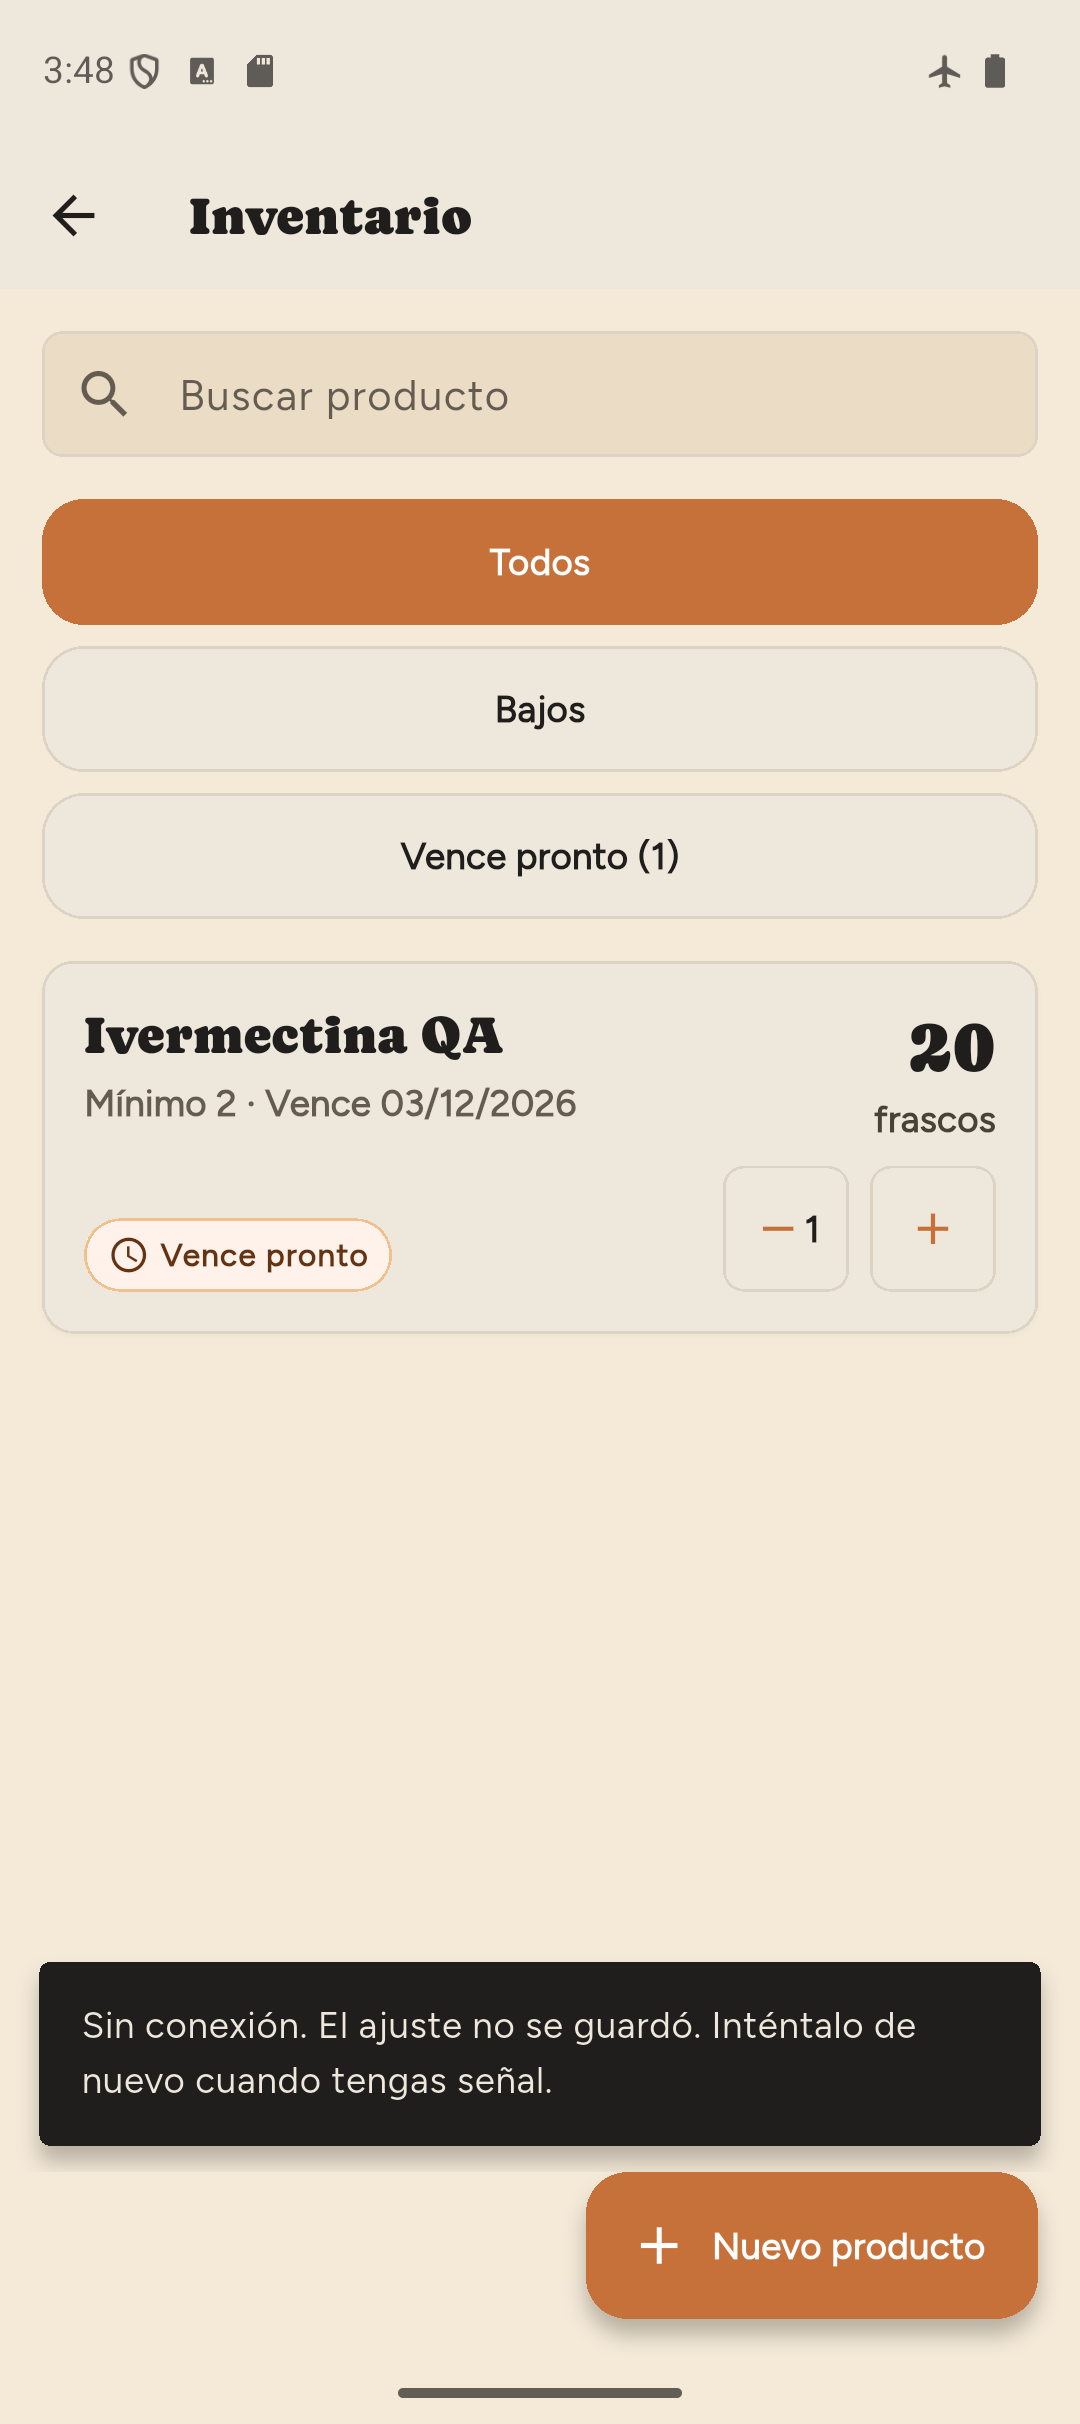 3:48
Inventario
Buscar producto
Todos
Bajos
Vence pronto (1)
Ivermectina QA
20
Mínimo 2 · Vence 03/12/2026
frascos
Vence pronto
− 1
+
Sin conexión. El ajuste no se guardó. Inténtalo de
nuevo cuando tengas señal.
+ Nuevo producto